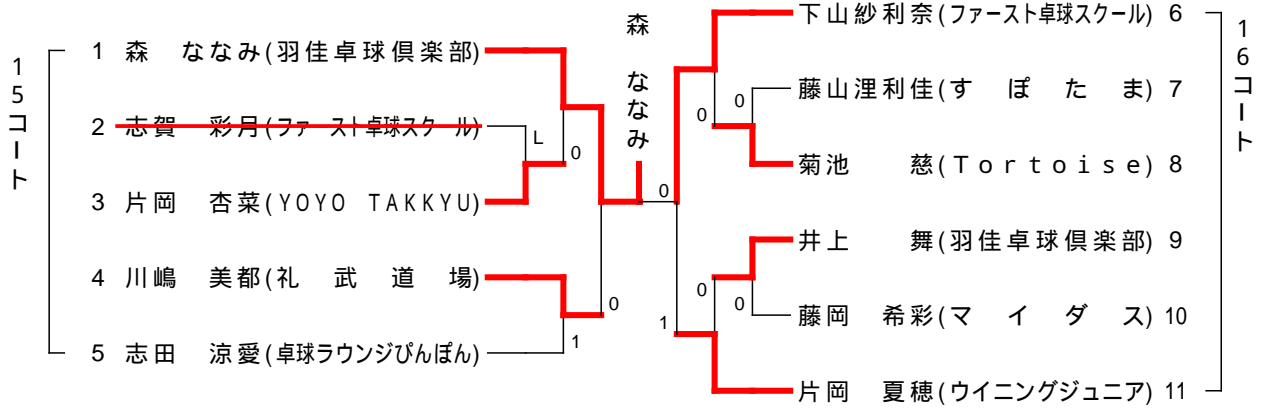 15コート
1 森 ななみ(羽佳卓球倶楽部)
2 志賀 彩月(ファースト卓球スクール)
3 片岡 杏菜(YOYO TAKKYU)
4 川嶋 美都(礼武道場)
5 志田 涼愛(卓球ラウンジぴんぽん)
L
0
0
1
森 ななみ
0
下山紗利奈(ファースト卓球スクール) 6
藤山浬利佳(すぽたま) 7
菊池 慈(Tortoise) 8
井上 舞(羽佳卓球倶楽部) 9
藤岡 希彩(マイダス) 10
片岡 夏穂(ウイニングジュニア) 11
0
0
0
0
1
16コート